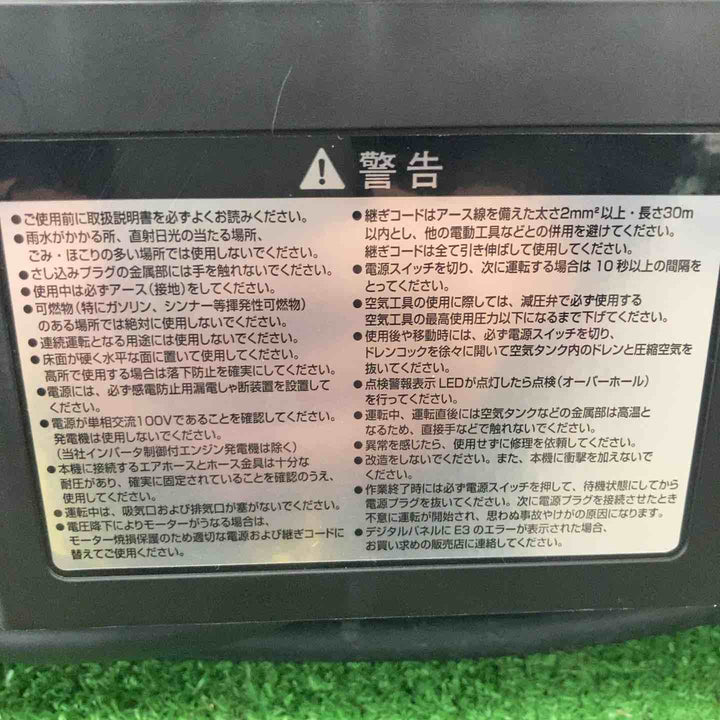 警告
●ご使用前に取扱説明書を必ずよくお読みください。
●雨水がかかる所、直射日光の当たる場所、
ごみ・ほこりの多い場所では使用しないでください。
●さし込みプラグの金属部には手を触れないでください。
●使用中は必ずアース(接地)をしてください。
●可燃物(特にガソリン、シンナー等揮発性可燃物)
のある場所では絶対に使用しないでください。
●連続運転となる用途には使用しないでください。
●床面が硬く水平な面に置いて使用してください。
高所で使用する場合は落下防止を確実にしてください。
●電源には、必ず感電防止用漏電しゃ断装置を設置して
ください。
●電源が単相交流100Vであることを確認してください。
発電機は使用しないでください。
(当社インバータ制御付エンジン発電機は除く)
●本機に接続するエアホースとホース金具は十分な
耐圧があり、確実に固定されていることを確認のうえ、
使用してください。
●運転中は、吸気口および排気口が塞がないでください。
●電圧降下によりモーターがうなる場合は、
モーター焼損保護のため適切な電源および継ぎコードに
替えてご使用ください。
●継ぎコードはアース線を備えた太さ2mm²以上・長さ30m
以内とし、他の電動工具などとの併用を避けてください。
継ぎコードは全て引き伸ばして使用してください。
●電源スイッチを切り、次に運転する場合は10秒以上の間隔を
とってください。
●空気工具の使用に際しては、減圧弁で必ず使用する
空気工具の最高使用圧力以下になるまで下げてください。
●使用後や移動時には、必ず電源スイッチを切り、
ドレンコックを徐々に開いて空気タンク内のドレンと圧縮空気を
抜いてください。
●点検警報表示LEDが点灯したら点検(オーバーホール)
を行ってください。
●運転中、運転直後には空気タンクなどの金属部は高温と
なるため、直接手などで触れないでください。
●異常を感じたら、使用せずに修理を依頼してください。
●改造をしないでください。また、本機に衝撃を加えないで
ください。
●作業終了時には必ず電源スイッチを押して、待機状態にしてから
電源プラグを抜いてください。次に電源プラグを接続させたとき
不意に運転が開始され、思わぬ事故やけがの原因になります。
●デジタルパネルにE3のエラーが表示された場合、
お買い求めの販売店に連絡してください。